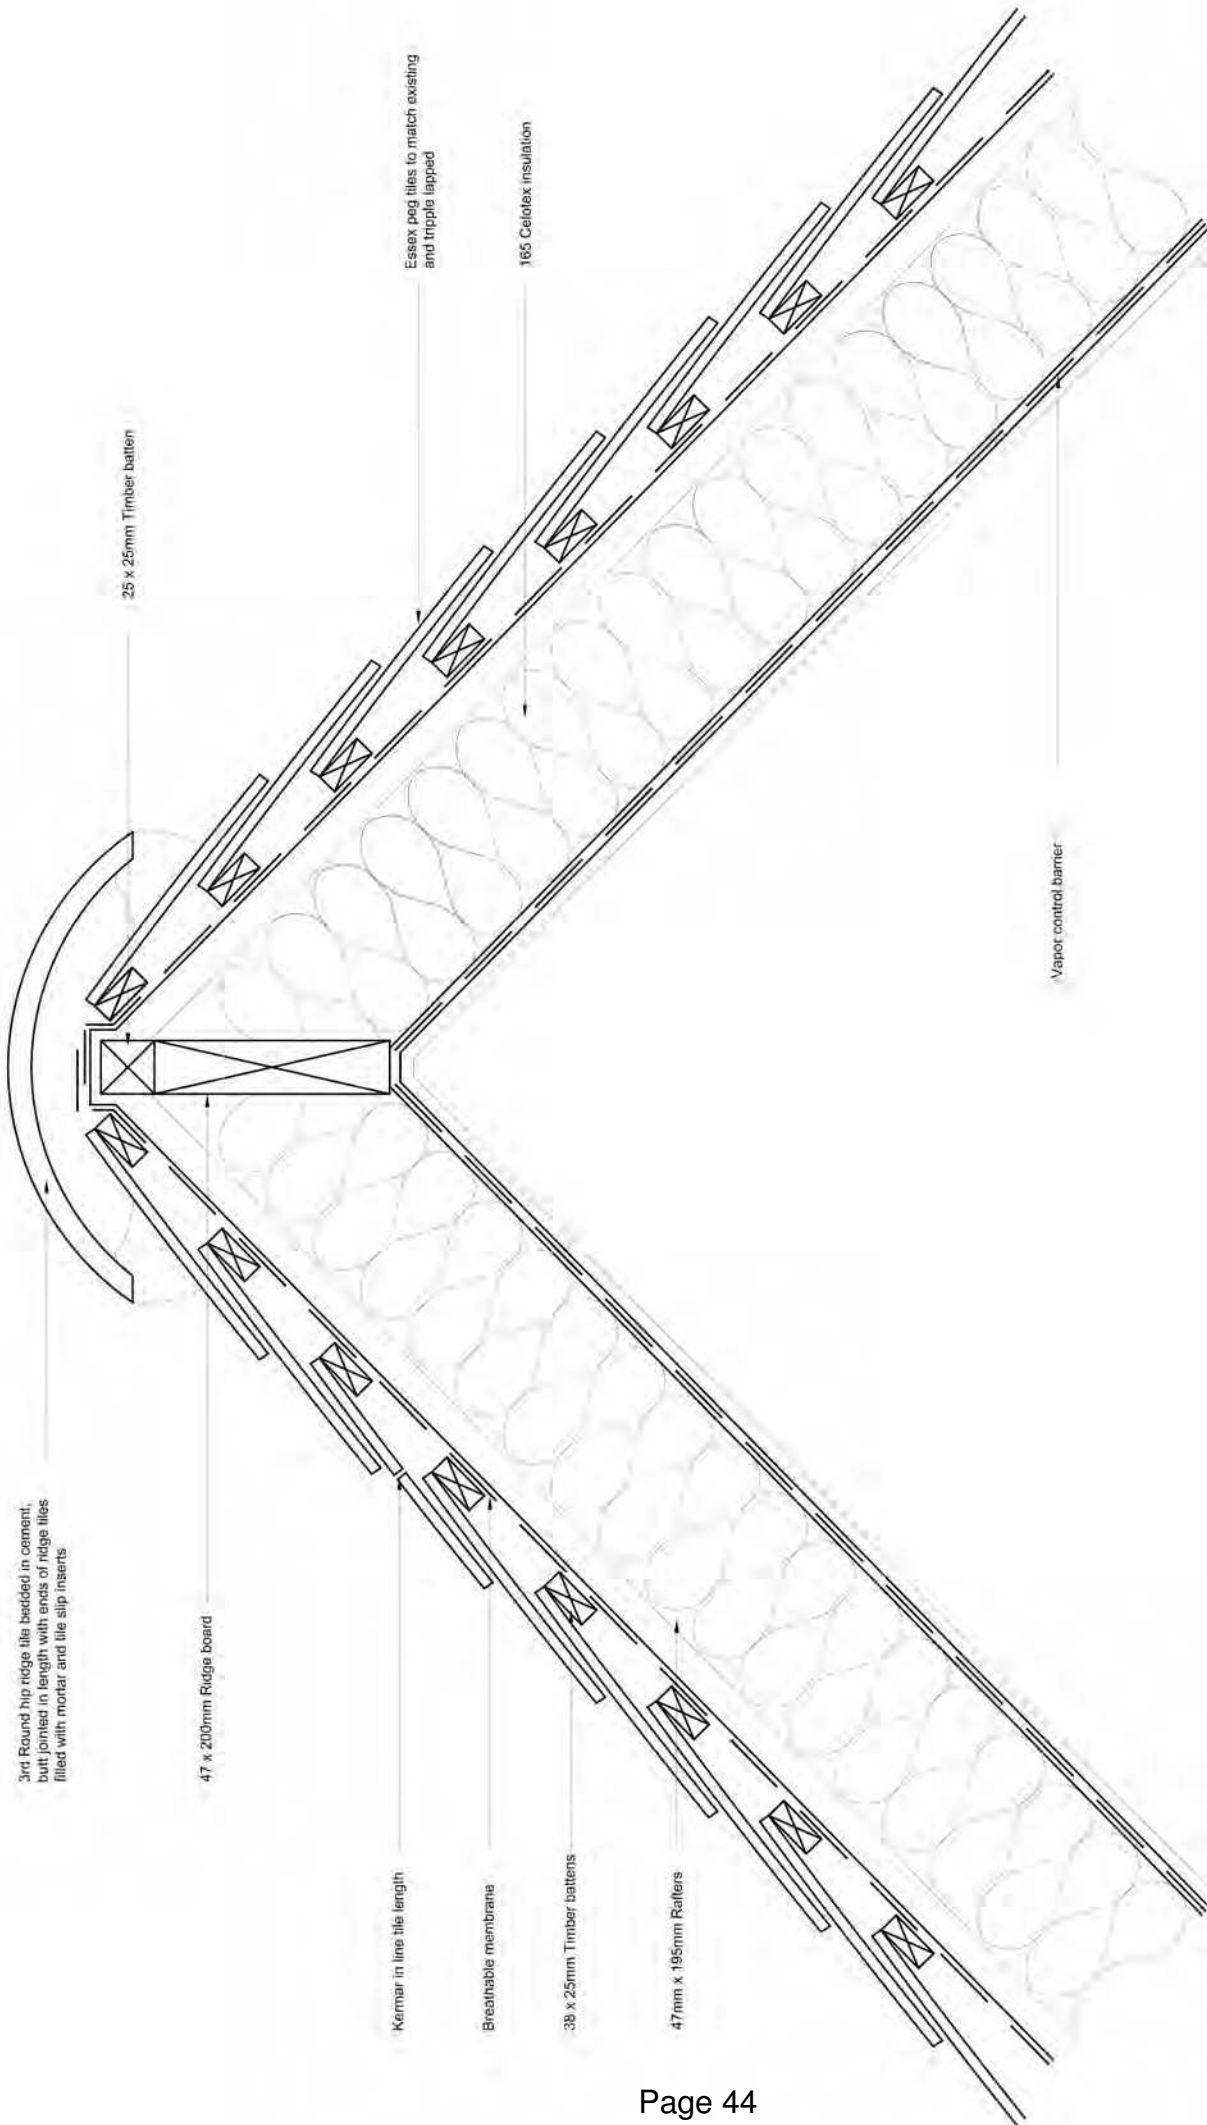 3rd Round hip ridge tile bedded in cement,
butt jointed in length with ends of ridge tiles
filled with mortar and tile slip inserts
47 x 200mm Ridge board
Kermar in line tile length
Breathable membrane
38 x 25mm Timber battens
47mm x 195mm Rafters
25 x 25mm Timber batten
Essex peg tiles to match existing
and tripple lapped
165 Celotex insulation
Vapor control barrier
Page 44